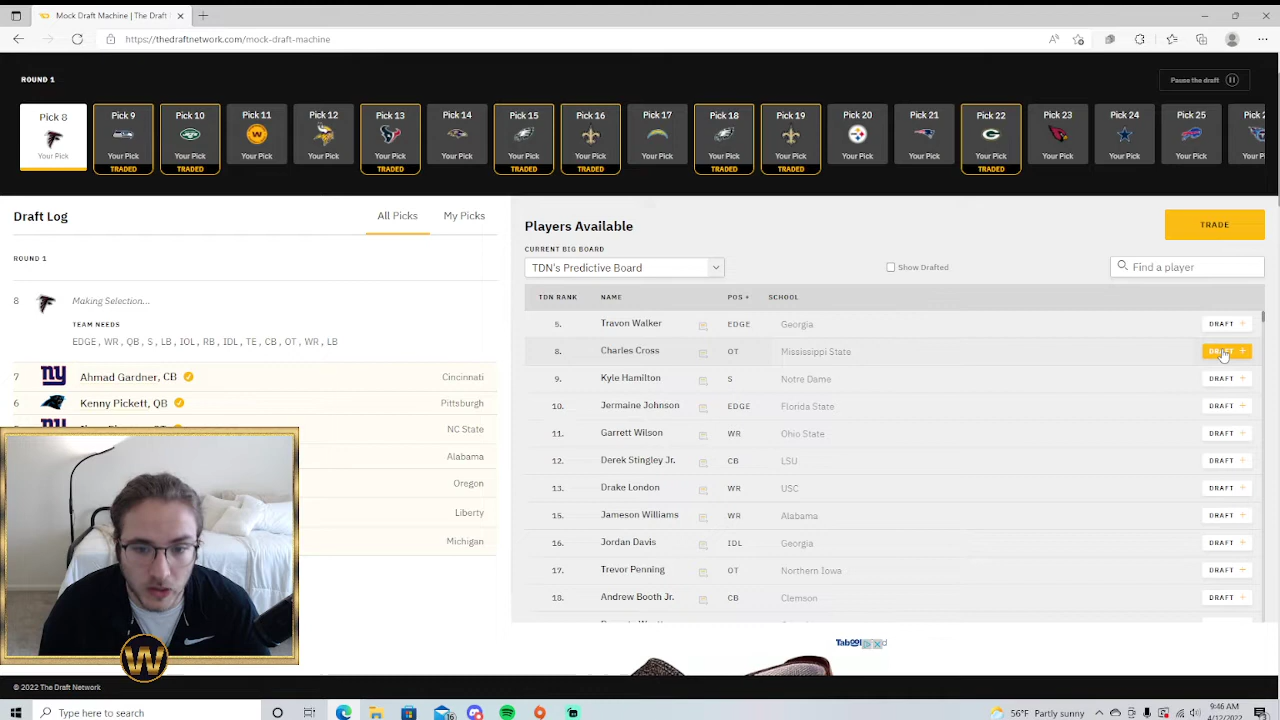 Mock Draft Machine | The Draft
https://thedraftnetwork.com/mock-draft-machine
ROUND 1
Pause the draft
Pick 8 Pick 9 Pick 10 Pick 11 Pick 12 Pick 13 Pick 14 Pick 15 Pick 16 Pick 17 Pick 18 Pick 19 Pick 20 Pick 21 Pick 22 Pick 23 Pick 24 Pick 25
Your Pick Your Pick Your Pick Your Pick Your Pick Your Pick Your Pick Your Pick Your Pick Your Pick Your Pick Your Pick Your Pick Your Pick Your Pick Your Pick Your Pick Your Pick Your P
TRADED TRADED TRADED TRADED TRADED TRADED TRADED TRADED
Draft Log All Picks My Picks
ROUND 1
8 Making Selection...
TEAM NEEDS
EDGE , WR , QB , S , LB , IOL , RB , IDL , TE , CB , OT , WR , LB
7 Ahmad Gardner, CB Cincinnati
6 Kenny Pickett, QB Pittsburgh
NC State
Alabama
Oregon
Liberty
Michigan
W
Players Available
TRADE
CURRENT BIG BOARD
TDN's Predictive Board
Show Drafted
Find a player
TDN RANK NAME POS + SCHOOL
5. Travon Walker EDGE Georgia DRAFT +
8. Charles Cross OT Mississippi State DRAFT +
9. Kyle Hamilton S Notre Dame DRAFT +
10. Jermaine Johnson EDGE Florida State DRAFT +
11. Garrett Wilson WR Ohio State DRAFT +
12. Derek Stingley Jr. CB LSU DRAFT +
13. Drake London WR USC DRAFT +
15. Jameson Williams WR Alabama DRAFT +
16. Jordan Davis IDL Georgia DRAFT +
17. Trevor Penning OT Northern Iowa DRAFT +
18. Andrew Booth Jr. CB Clemson DRAFT +
© 2022 The Draft Network
Type here to search
56°F Partly sunny
9:46 AM
4/12/2022